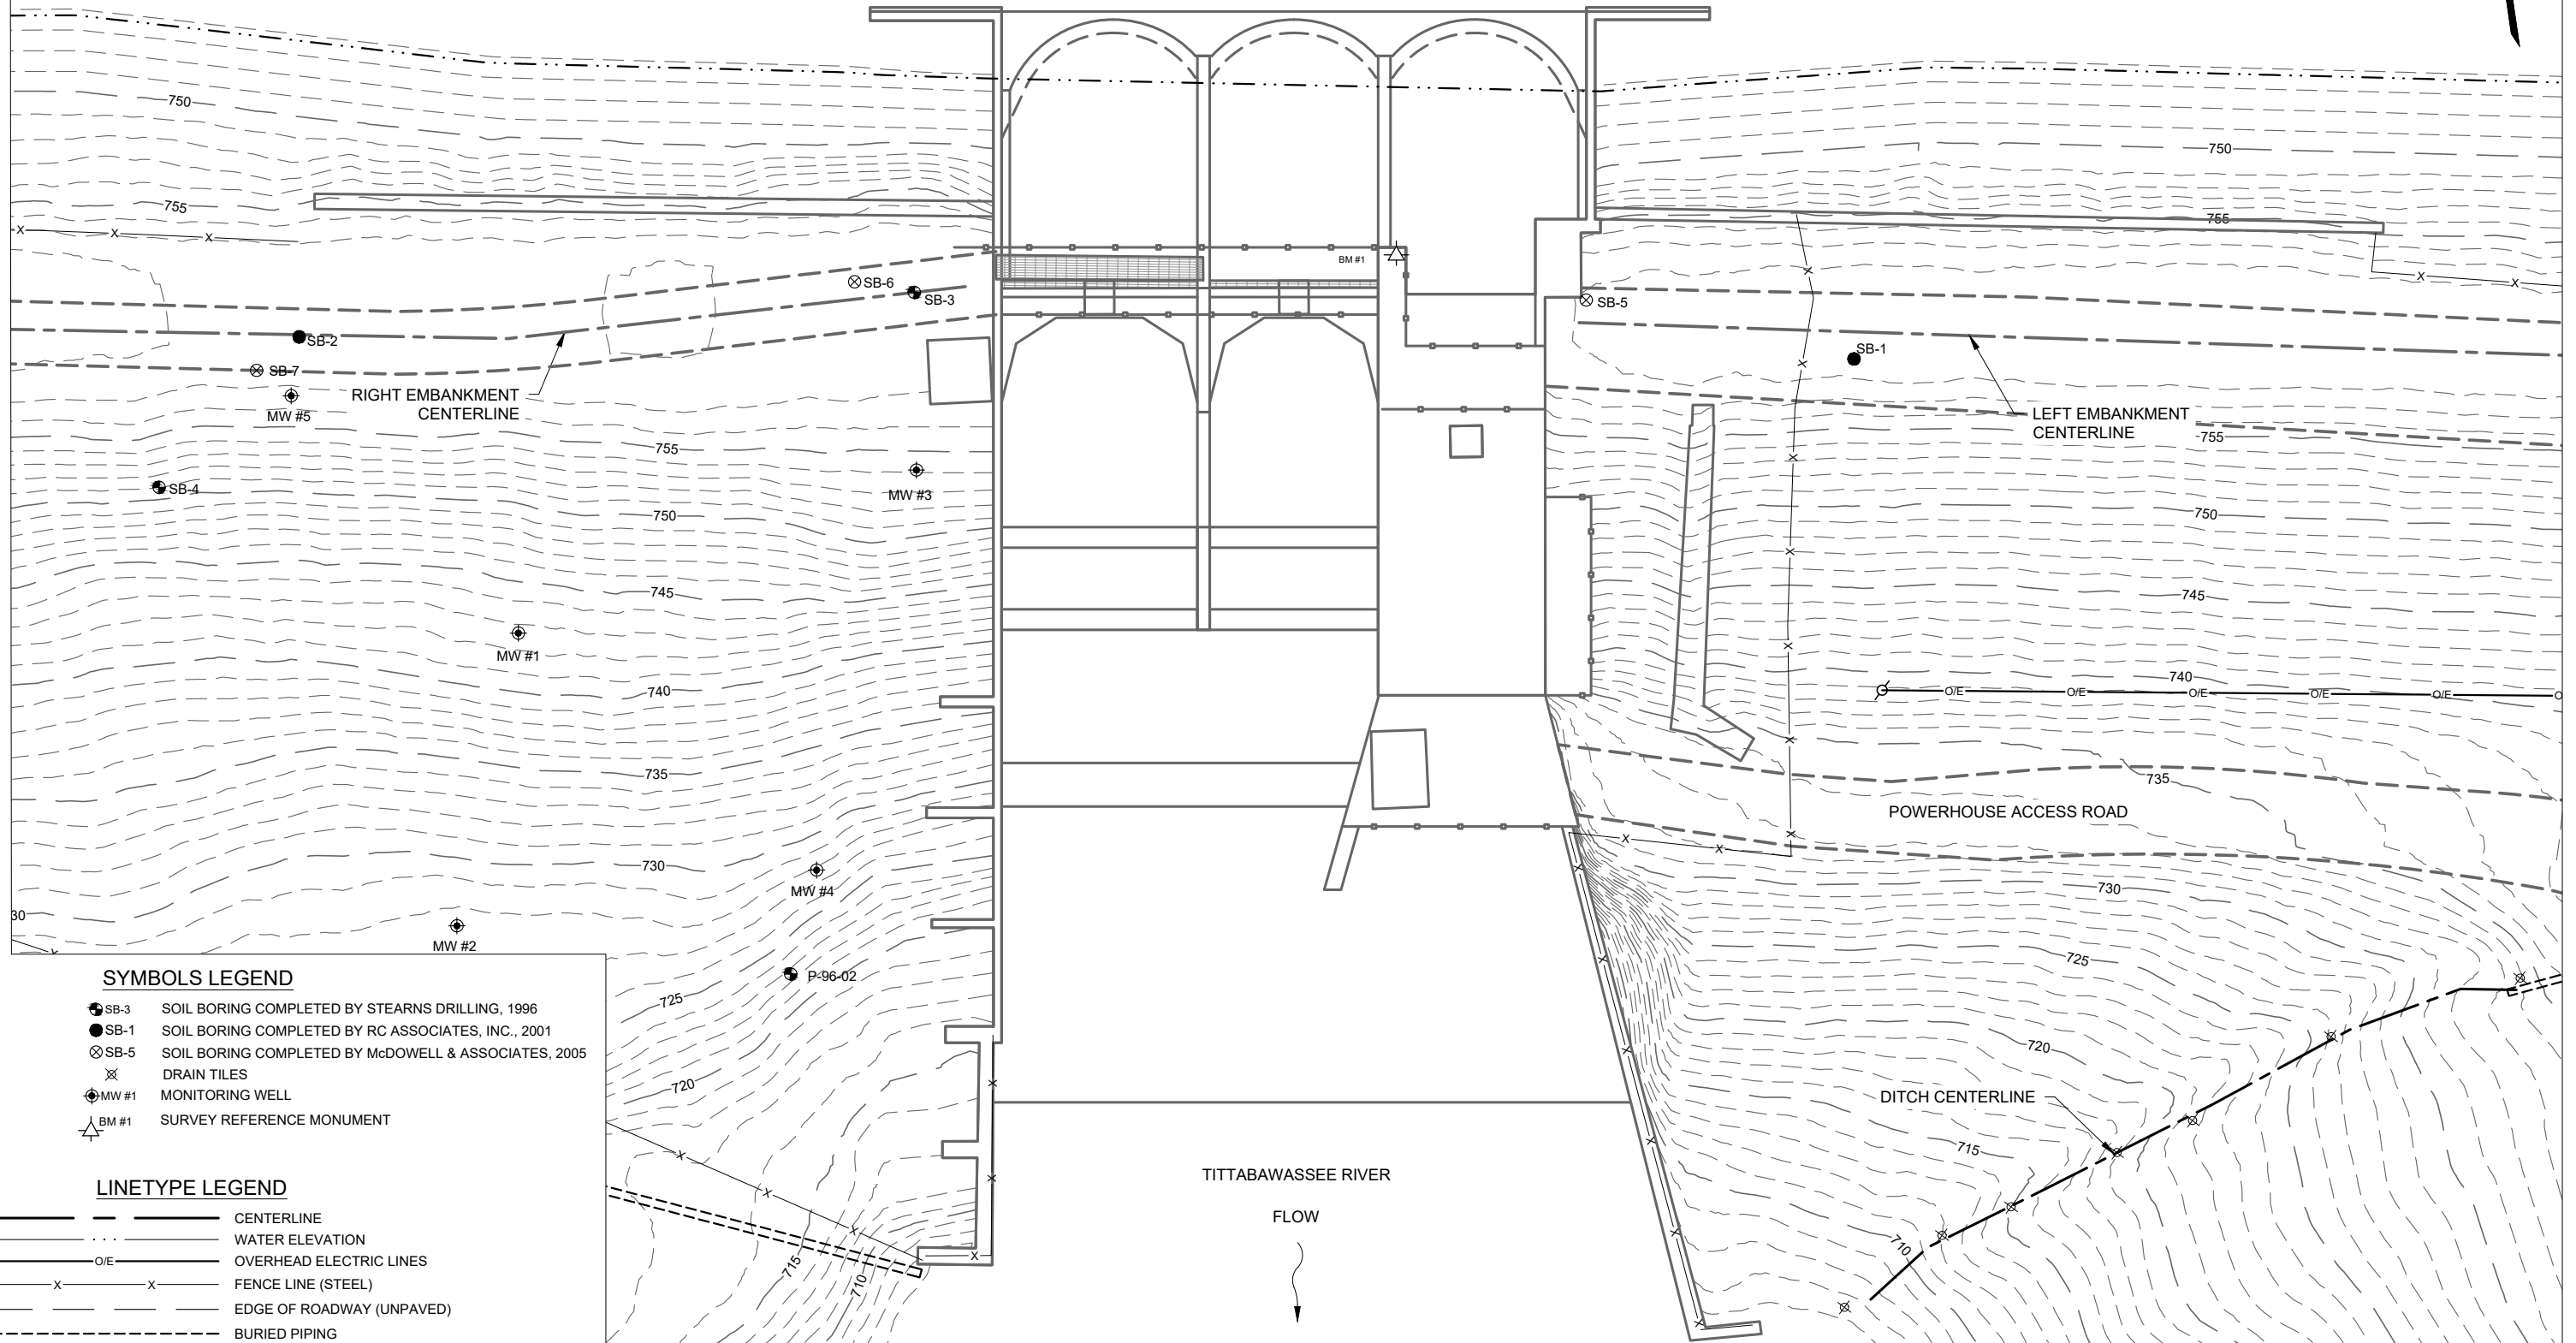 750
750
755
755
BM #1
SB-6
SB-3
SB-5
SB-2
SB-1
SB-7
MW #5
RIGHT EMBANKMENT
CENTERLINE
LEFT EMBANKMENT
CENTERLINE
755
755
SB-4
MW #3
750
750
745
745
MW #1
740
740
O/E O/E O/E O/E O/E
735
735
POWERHOUSE ACCESS ROAD
730
730
MW #4
30
MW #2
P-96-02
725
725
720
720
DITCH CENTERLINE
715
715
710
710
TITTABAWASSEE RIVER
FLOW
X X X X X X X X X X X X X X X X X X X X X X X X X X X X
SYMBOLS LEGEND
SB-3 SOIL BORING COMPLETED BY STEARNS DRILLING, 1996
SB-1 SOIL BORING COMPLETED BY RC ASSOCIATES, INC., 2001
SB-5 SOIL BORING COMPLETED BY McDOWELL & ASSOCIATES, 2005
DRAIN TILES
MW #1 MONITORING WELL
BM #1 SURVEY REFERENCE MONUMENT
LINETYPE LEGEND
CENTERLINE
WATER ELEVATION
O/E OVERHEAD ELECTRIC LINES
X X FENCE LINE (STEEL)
EDGE OF ROADWAY (UNPAVED)
BURIED PIPING